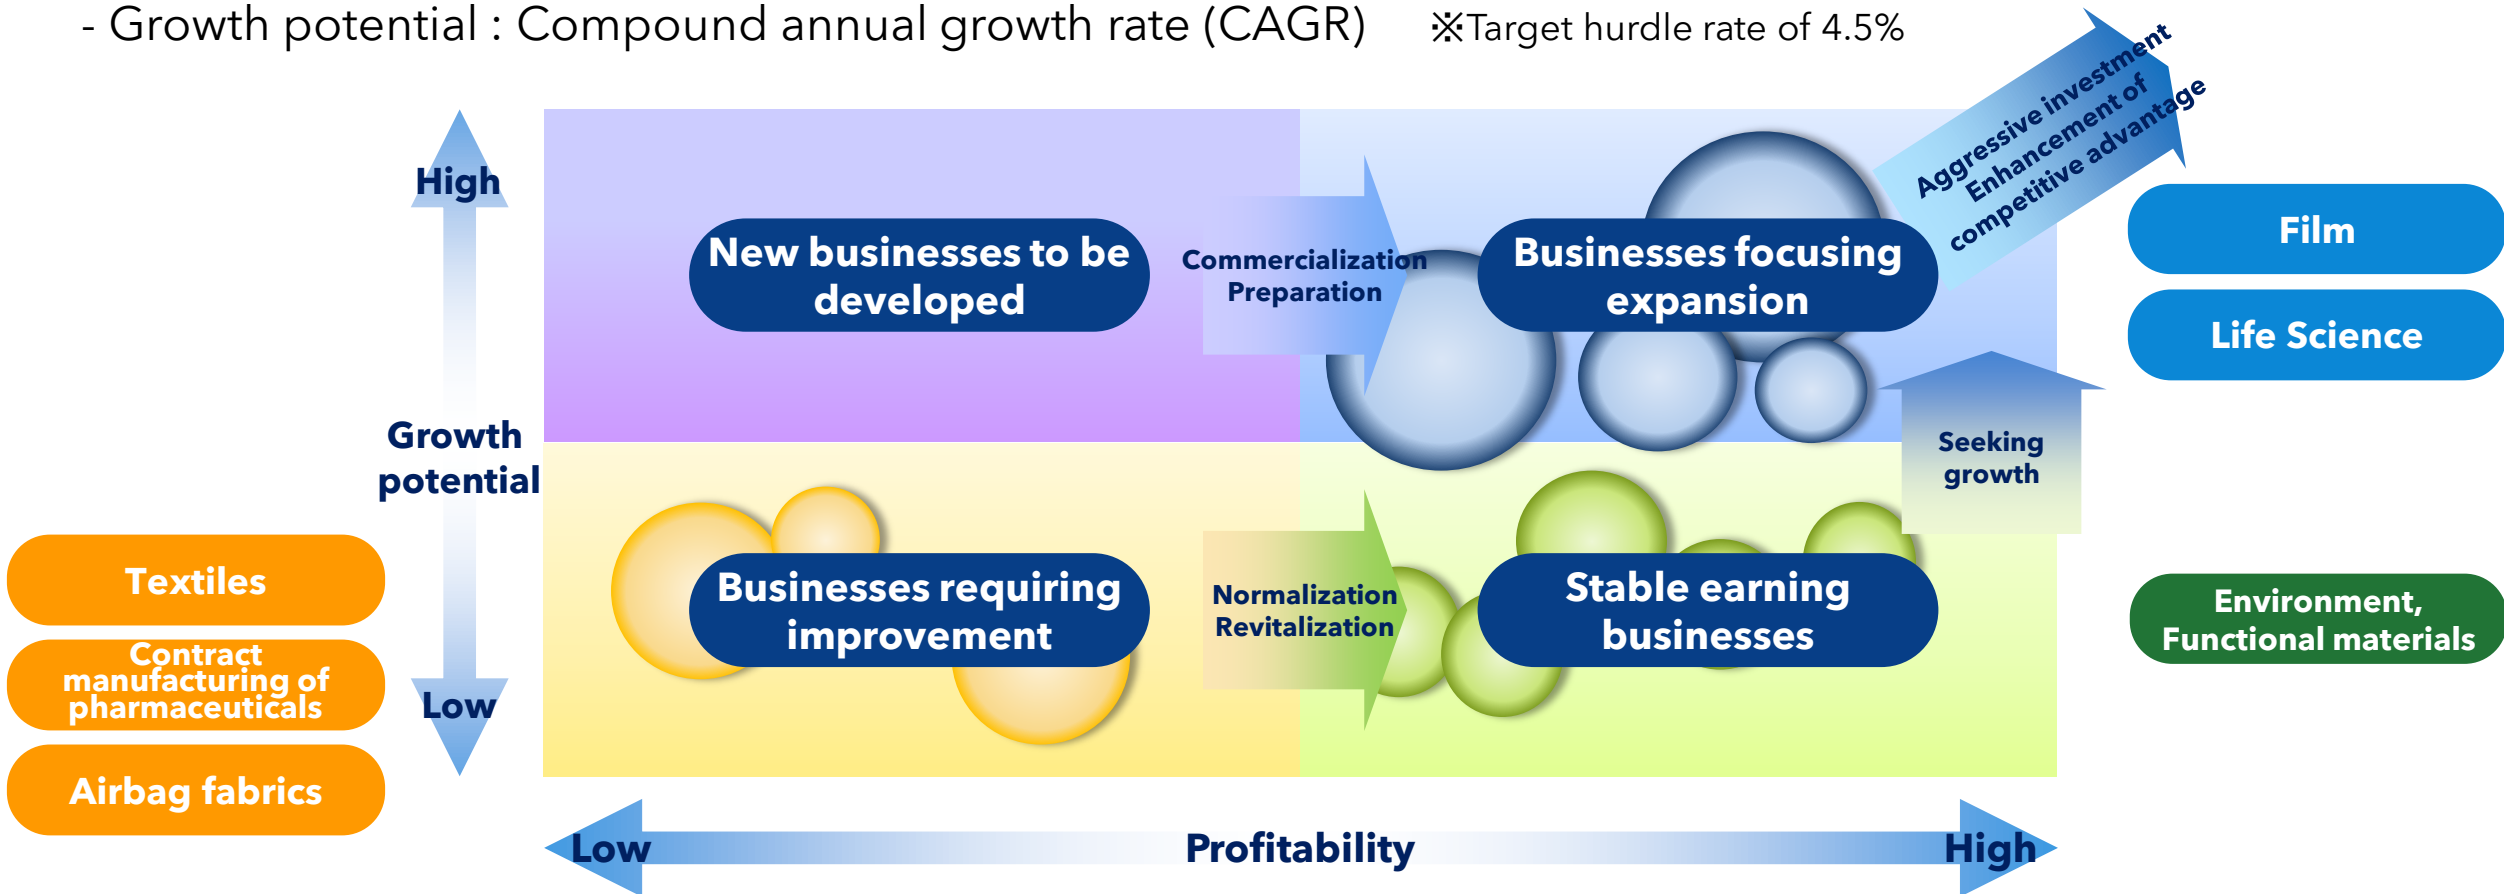 - Growth potential : Compound annual growth rate (CAGR)
※Target hurdle rate of 4.5%
Aggressive investment
Enhancement of
competitive advantage
High
New businesses to be
developed
Commercialization
Preparation
Businesses focusing
expansion
Film
Life Science
Growth
potential
Seeking
growth
Textiles
Contract
manufacturing of
pharmaceuticals
Airbag fabrics
Low
Businesses requiring
improvement
Normalization
Revitalization
Stable earning
businesses
Environment,
Functional materials
Low
Profitability
High